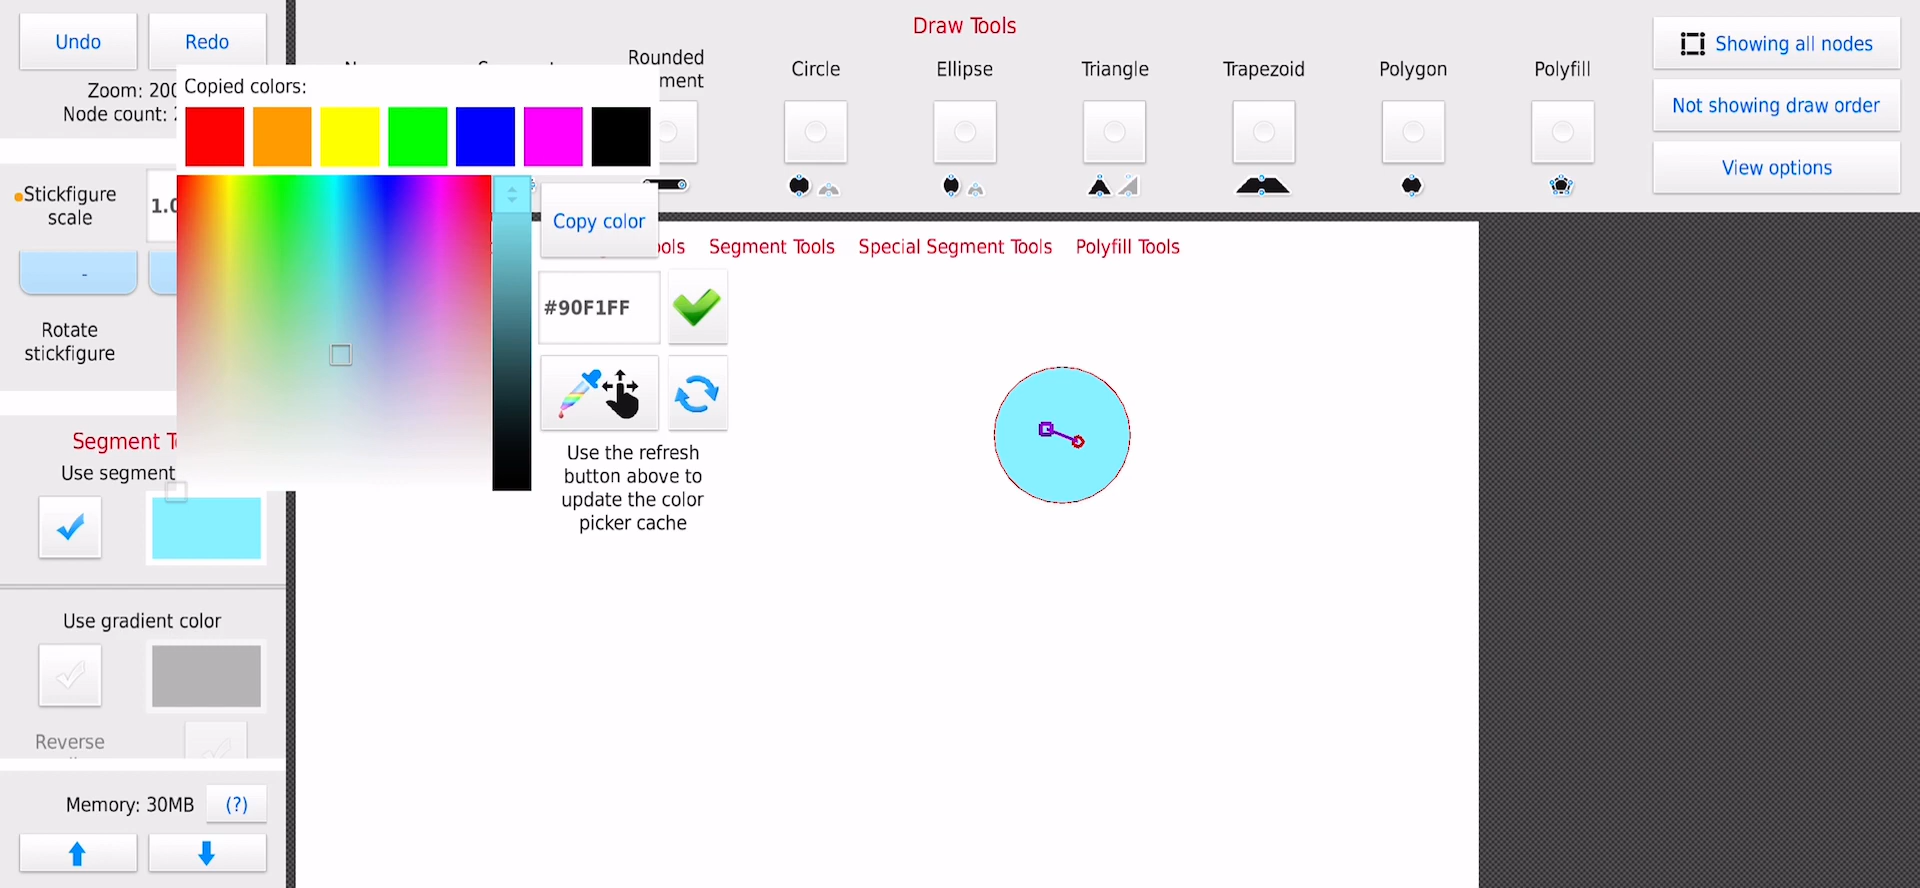 Undo
Redo
Draw Tools
Showing all nodes
Not showing draw order
View options
Zoom: 200
Node count:
Copied colors:
Rounded
ment
Circle
Ellipse
Triangle
Trapezoid
Polygon
Polyfill
Stickfigure
scale
1.0
-
Copy color
ols
Segment Tools
Special Segment Tools
Polyfill Tools
#90F1FF
Rotate
stickfigure
Use the refresh
button above to
update the color
picker cache
Segment T
Use segment
Use gradient color
Reverse
Memory: 30MB
(?)